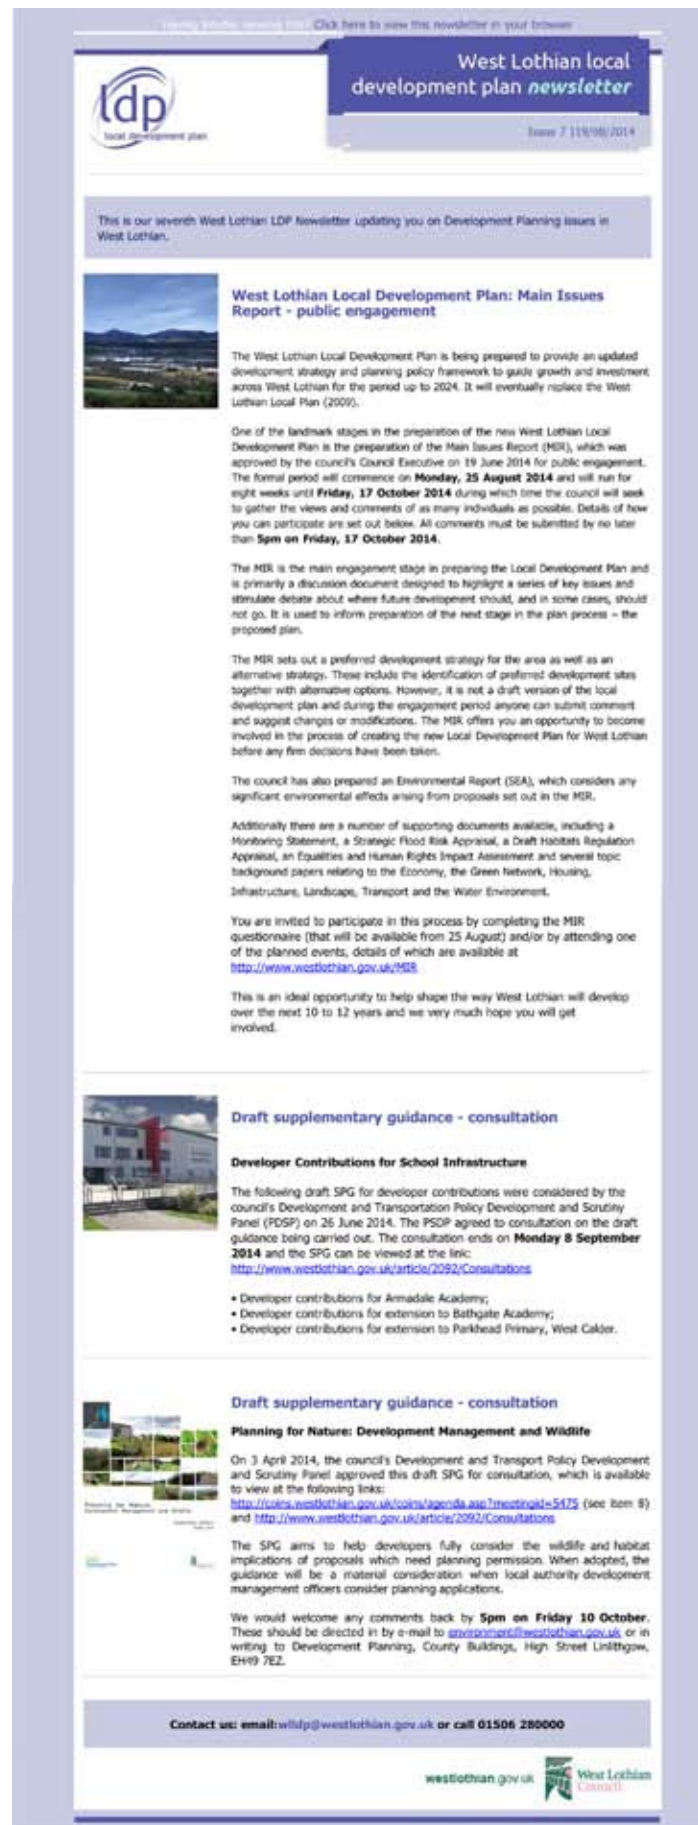 Click here to view this newsletter in your browser
West Lothian local
development plan newsletter
ldp
local development plan
Issue 7 119/08/2014
This is our seventh West Lothian LDP Newsletter updating you on Development Planning issues in
West Lothian.
West Lothian Local Development Plan: Main Issues
Report - public engagement
The West Lothian Local Development Plan is being prepared to provide an updated
development strategy and planning policy framework to guide growth and investment
across West Lothian for the period up to 2024. It will eventually replace the West
Lothian Local Plan (2009).
One of the landmark stages in the preparation of the new West Lothian Local
Development Plan is the preparation of the Main Issues Report (MIR), which was
approved by the council's Council Executive on 19 June 2014 for public engagement.
The formal period will commence on Monday, 25 August 2014 and will run for
eight weeks until Friday, 17 October 2014 during which time the council will seek
to gather the views and comments of as many individuals as possible. Details of how
you can participate are set out below. All comments must be submitted by no later
than 5pm on Friday, 17 October 2014.
The MIR is the main engagement stage in preparing the Local Development Plan and
is primarily a discussion document designed to highlight a series of key issues and
stimulate debate about where future development should, and in some cases, should
not go. It is used to inform preparation of the next stage in the plan process – the
proposed plan.
The MIR sets out a preferred development strategy for the area as well as an
alternative strategy. These include the identification of preferred development sites
together with alternative options. However, it is not a draft version of the local
development plan and during the engagement period anyone can submit comment
and suggest changes or modifications. The MIR offers you an opportunity to become
involved in the process of creating the new Local Development Plan for West Lothian
before any firm decisions have been taken.
The council has also prepared an Environmental Report (SEA), which considers any
significant environmental effects arising from proposals set out in the MIR.
Additionally there are a number of supporting documents available, including a
Monitoring Statement, a Strategic Flood Risk Appraisal, a Draft Habitats Regulation
Appraisal, an Equalities and Human Rights Impact Assessment and several topic
background papers relating to the Economy, the Green Network, Housing,
Infrastructure, Landscape, Transport and the Water Environment.
You are invited to participate in this process by completing the MIR
questionnaire (that will be available from 25 August) and/or by attending one
of the planned events, details of which are available at
http://www.westlothian.gov.uk/MIR
This is an ideal opportunity to help shape the way West Lothian will develop
over the next 10 to 12 years and we very much hope you will get
involved.
Draft supplementary guidance - consultation
Developer Contributions for School Infrastructure
The following draft SPG for developer contributions were considered by the
council's Development and Transportation Policy Development and Scrutiny
Panel (PDSP) on 26 June 2014. The PSDP agreed to consultation on the draft
guidance being carried out. The consultation ends on Monday 8 September
2014 and the SPG can be viewed at the link:
http://www.westlothian.gov.uk/article/2092/Consultations
• Developer contributions for Armadale Academy;
• Developer contributions for extension to Bathgate Academy;
• Developer contributions for extension to Parkhead Primary, West Calder.
Draft supplementary guidance - consultation
Planning for Nature: Development Management and Wildlife
On 3 April 2014, the council's Development and Transport Policy Development
and Scrutiny Panel approved this draft SPG for consultation, which is available
to view at the following links:
http://coins.westlothian.gov.uk/coins/agenda.asp?meetingid=5475 (see item 8)
and http://www.westlothian.gov.uk/article/2092/Consultations
Planning for Nature
Development Management and Wildlife
The SPG aims to help developers fully consider the wildlife and habitat
implications of proposals which need planning permission. When adopted, the
guidance will be a material consideration when local authority development
management officers consider planning applications.
We would welcome any comments back by 5pm on Friday 10 October.
These should be directed in by e-mail to environment@westlothian.gov.uk or in
writing to Development Planning, County Buildings, High Street Linlithgow,
EH49 7EZ.
Contact us: email:wlldp@westlothian.gov.uk or call 01506 280000
westlothian.gov.uk
West Lothian
Council